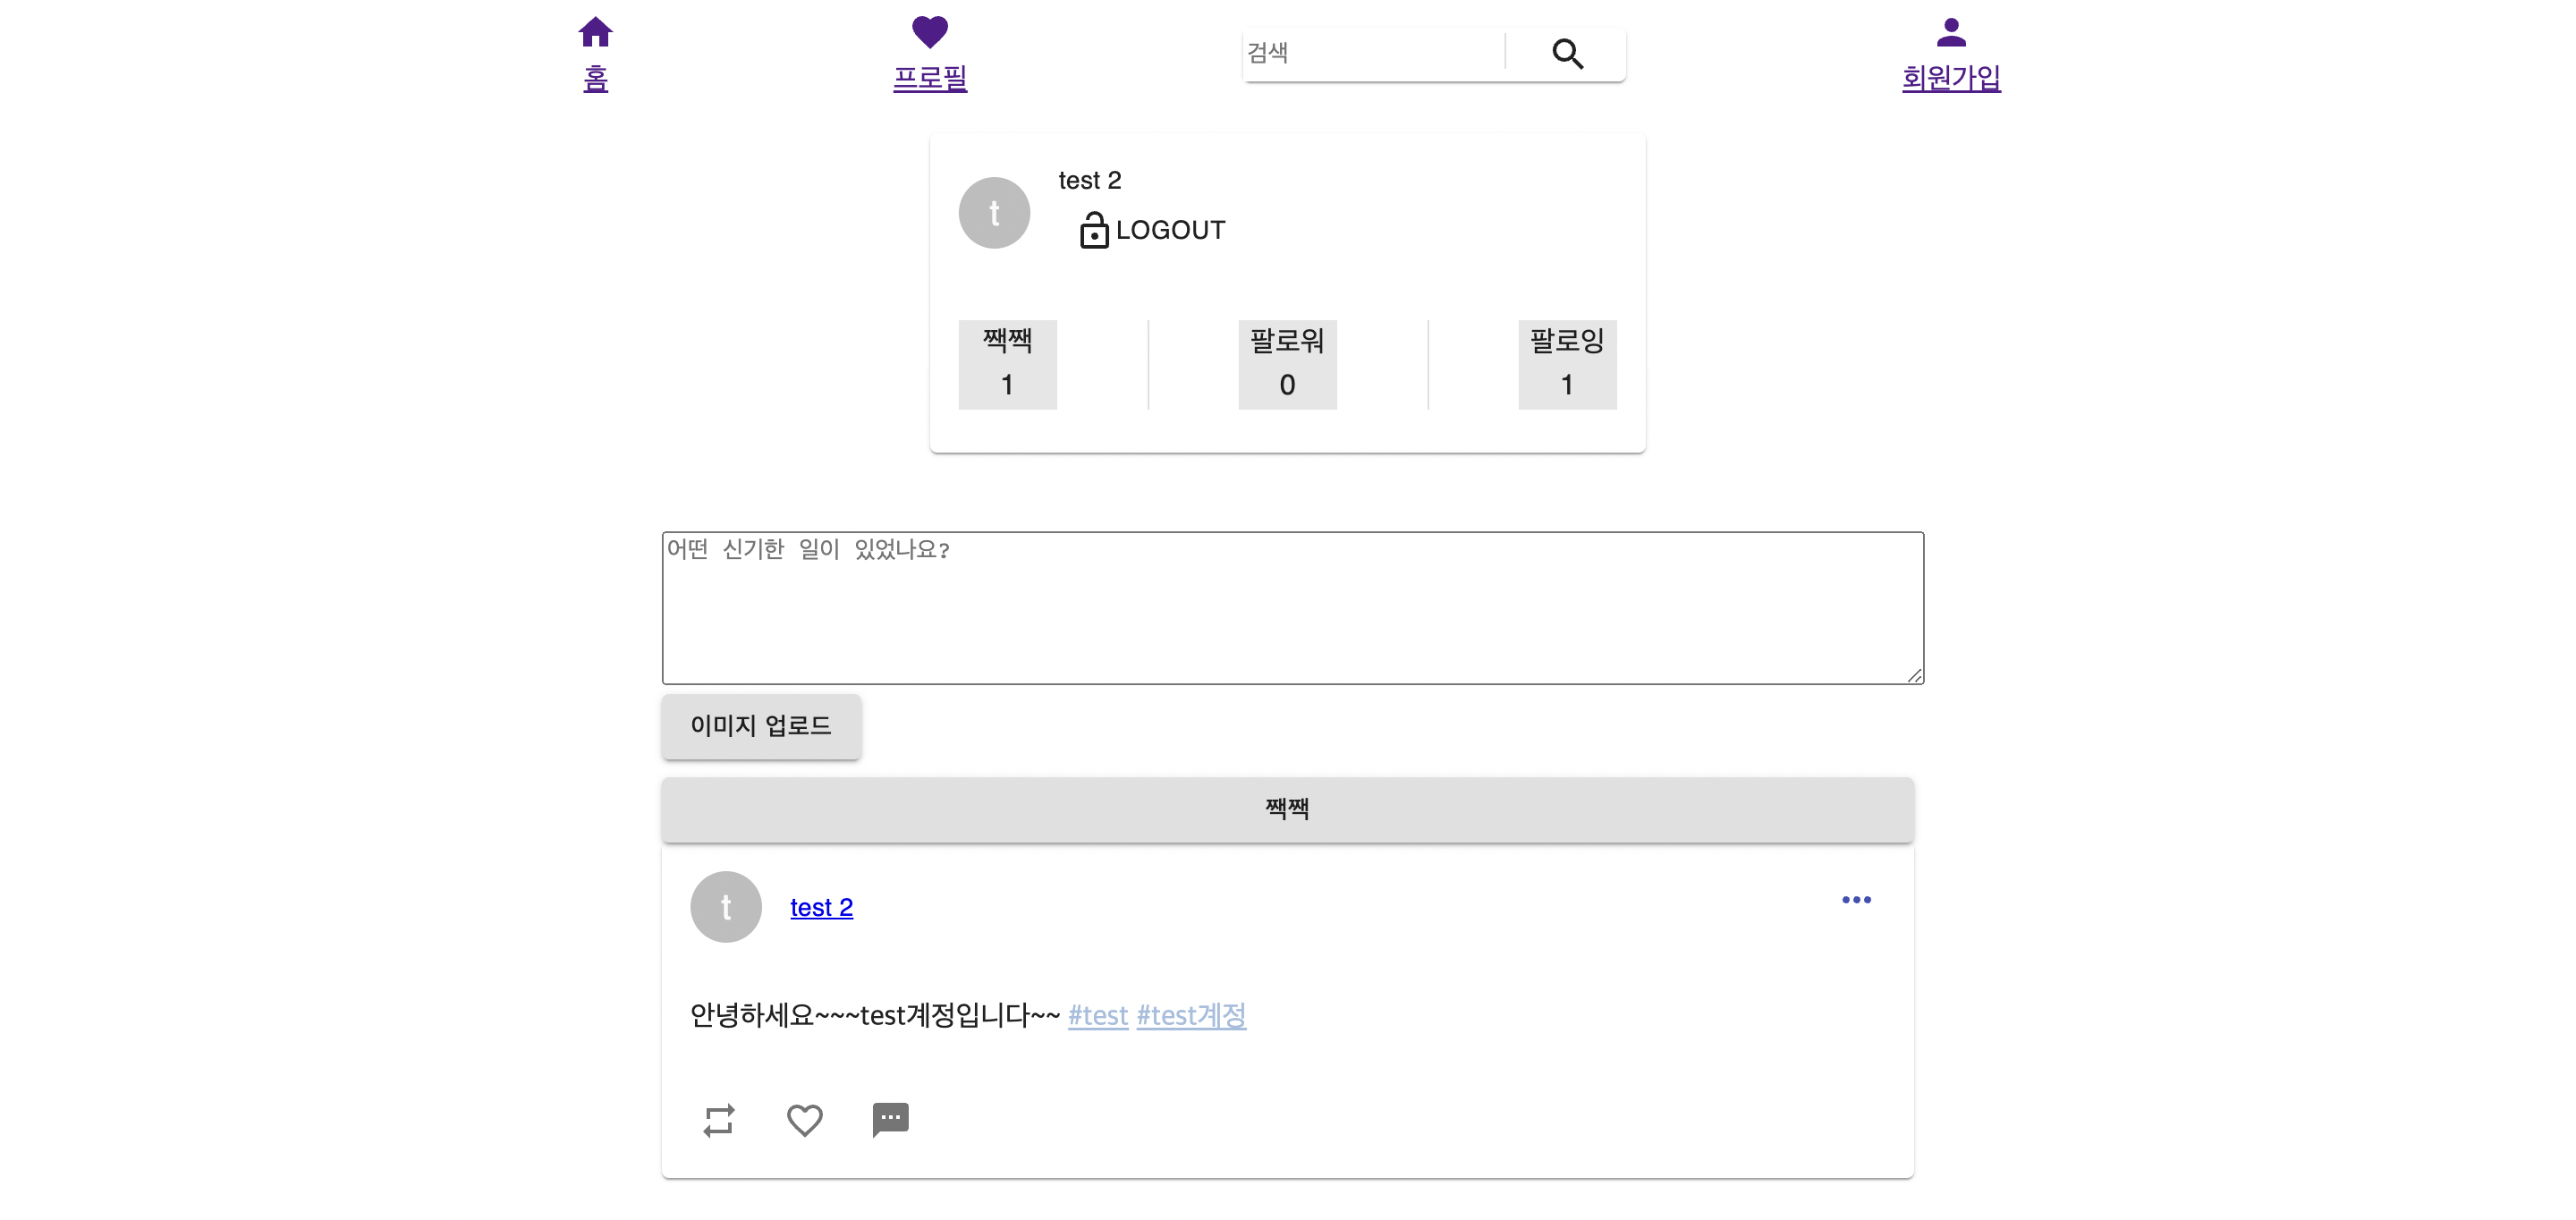 홈
프로필
검색
회원가입
t
test 2
LOGOUT
짹짹
1
팔로워
0
팔로잉
1
어떤 신기한 일이 있었나요?
이미지 업로드
짹짹
t
test 2
안녕하세요~~~test계정입니다~~ #test #test계정